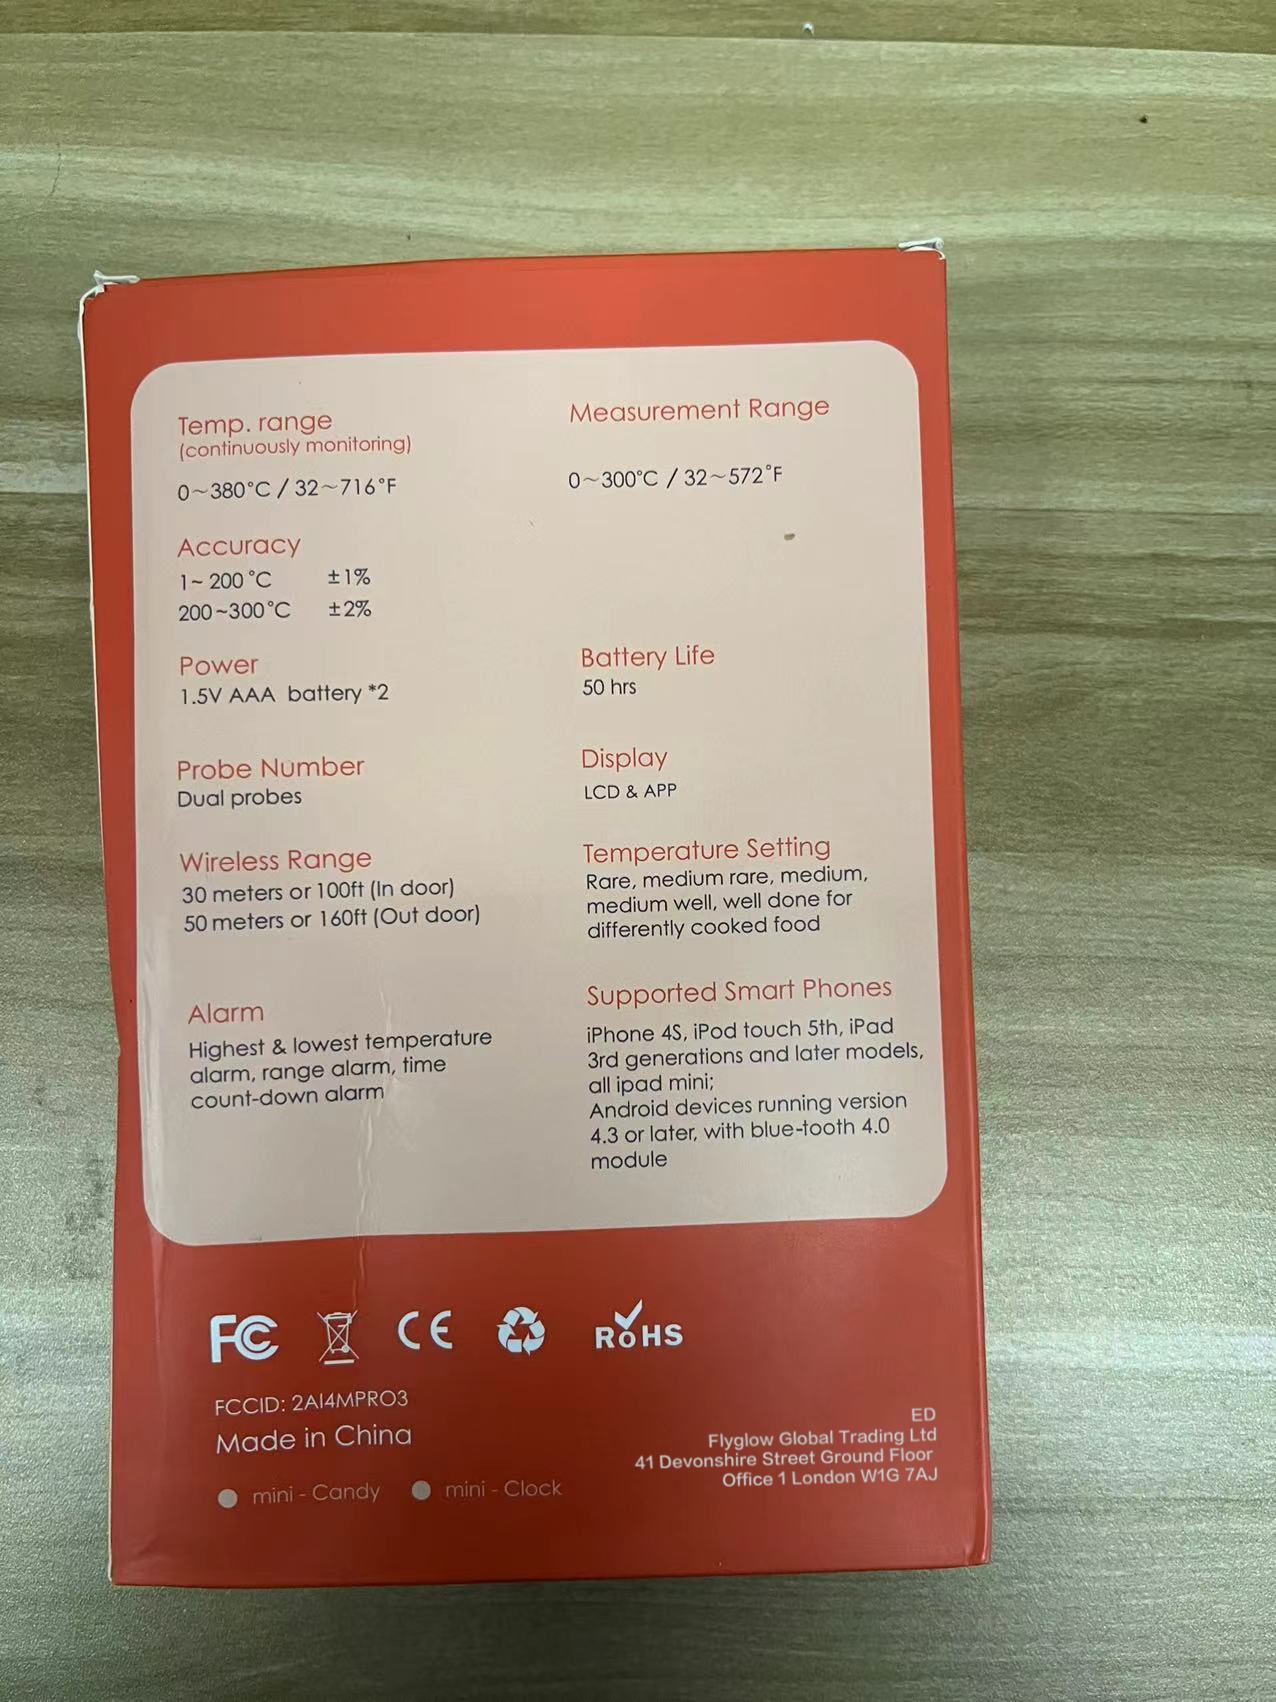 Temp. range
(continuously monitoring)
0~380°C / 32~716°F
Measurement Range
0~300°C / 32~572°F
Accuracy
1~ 200 °C ±1%
200~300°C ±2%
Power
1.5V AAA battery *2
Battery Life
50 hrs
Probe Number
Dual probes
Display
LCD & APP
Wireless Range
30 meters or 100ft (In door)
50 meters or 160ft (Out door)
Temperature Setting
Rare, medium rare, medium,
medium well, well done for
differently cooked food
Alarm
Highest & lowest temperature
alarm, range alarm, time
count-down alarm
Supported Smart Phones
iPhone 4S, iPod touch 5th, iPad
3rd generations and later models,
all ipad mini;
Android devices running version
4.3 or later, with blue-tooth 4.0
module
FC
CE
RoHS
FCCID: 2AI4MPRO3
Made in China
mini - Candy mini - Clock
ED
Flyglow Global Trading Ltd
41 Devonshire Street Ground Floor
Office 1 London W1G 7AJ